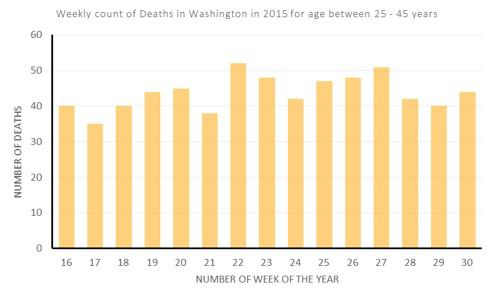 Weekly count of Deaths in Washington in 2015 for age between 25 - 45 years
60
50
40
30
20
10
0
NUMBER OF DEATHS
16 17 18 19 20 21 22 23 24 25 26 27 28 29 30
NUMBER OF WEEK OF THE YEAR